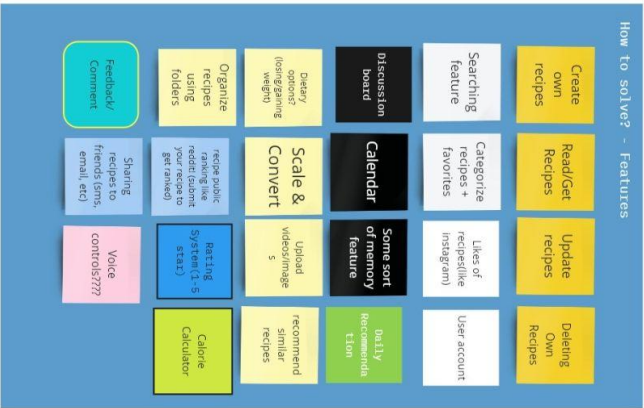 How to solve? - Features
Create
own
recipes
Read/Get
Recipes
Update
recipes
Deleting
Own
Recipes
Searching
feature
Categorize
recipes +
favorites
Likes of
recipes(like
instagram)
User account
Discussion
board
Calendar
Some sort
of memory
feature
Daily
Recommenda
tion
Dietary
options?
(losing/gaining
weight)
Scale &
Convert
Upload
videos/image
s
recommend
similar
recipes
Organize
recipes
using
folders
recipe public
ranking like
reddit( submit
your recipe to
get ranked)
Rating
System(1-5
star)
Calorie
Calculator
Feedback/
Comment
Sharing
recipes to
friends (sms,
email, etc)
Voice
controls????